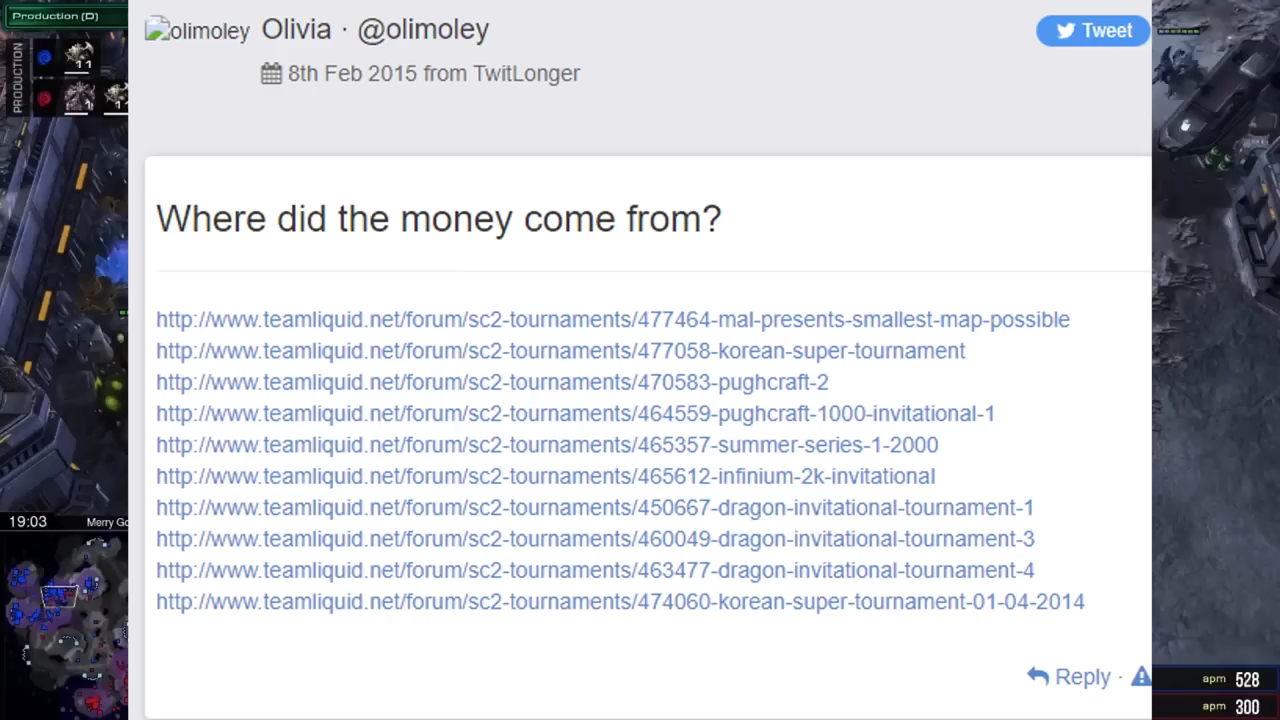 Production (D)
PRODUCTION
1 1
1
1
olimoley
Olivia · @olimoley
Tweet
8th Feb 2015 from TwitLonger
Where did the money come from?
http://www.teamliquid.net/forum/sc2-tournaments/477464-mal-presents-smallest-map-possible
http://www.teamliquid.net/forum/sc2-tournaments/477058-korean-super-tournament
http://www.teamliquid.net/forum/sc2-tournaments/470583-pughcraft-2
http://www.teamliquid.net/forum/sc2-tournaments/464559-pughcraft-1000-invitational-1
http://www.teamliquid.net/forum/sc2-tournaments/465357-summer-series-1-2000
http://www.teamliquid.net/forum/sc2-tournaments/465612-infinium-2k-invitational
http://www.teamliquid.net/forum/sc2-tournaments/450667-dragon-invitational-tournament-1
http://www.teamliquid.net/forum/sc2-tournaments/460049-dragon-invitational-tournament-3
http://www.teamliquid.net/forum/sc2-tournaments/463477-dragon-invitational-tournament-4
http://www.teamliquid.net/forum/sc2-tournaments/474060-korean-super-tournament-01-04-2014
Reply ·
19:03 Merry Go
apm 528
apm 300